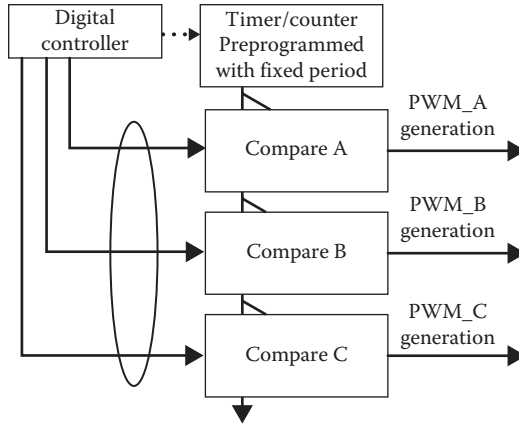 Digital
controller
Timer/counter
Preprogrammed
with fixed period
Compare A
PWM_A
generation
Compare B
PWM_B
generation
Compare C
PWM_C
generation